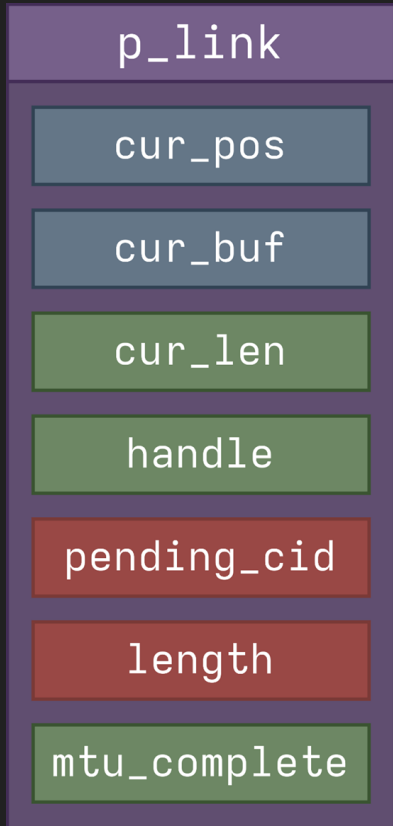 p_link
cur_pos
cur_buf
cur_len
handle
pending_cid
length
mtu_complete